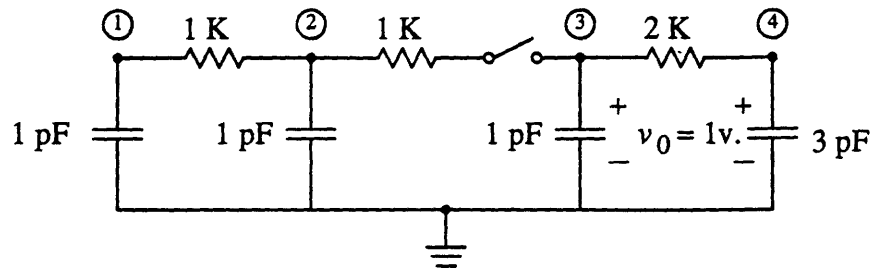 ① ② ③ ④
1 K 1 K 2 K
1 pF 1 pF 1 pF + v0 = 1v. + 3 pF
− −